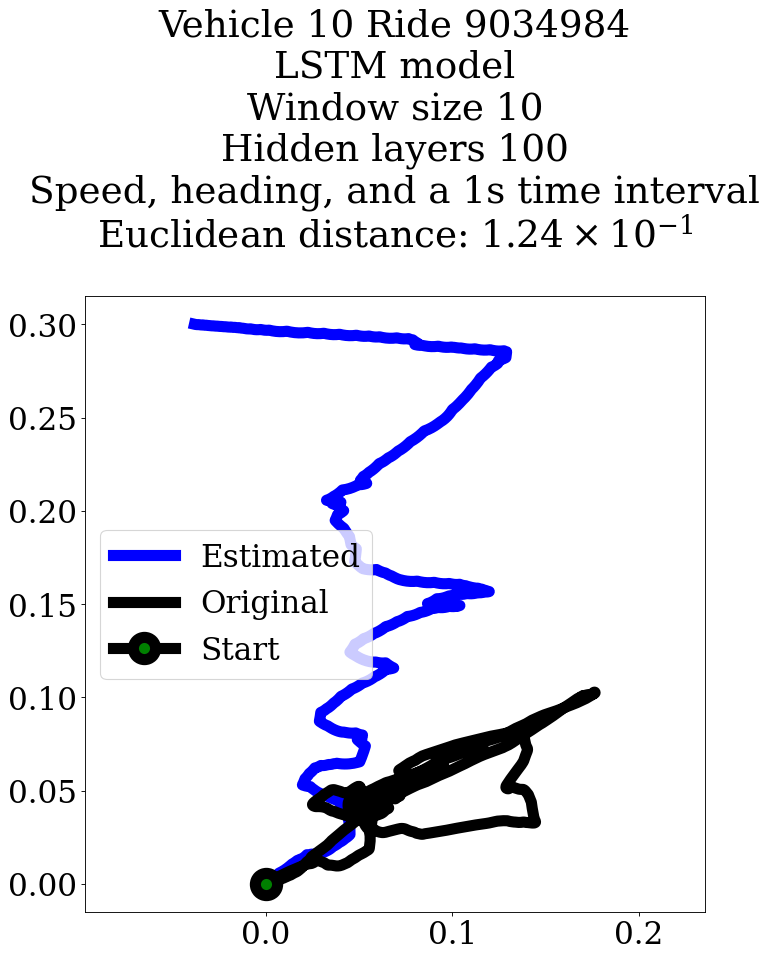 Vehicle 10 Ride 9034984
LSTM model
Window size 10
Hidden layers 100
Speed, heading, and a 1s time interval
Euclidean distance: 1.24 × 10⁻¹
0.30
0.25
0.20
0.15
0.10
0.05
0.00
Estimated
Original
Start
0.0 0.1 0.2